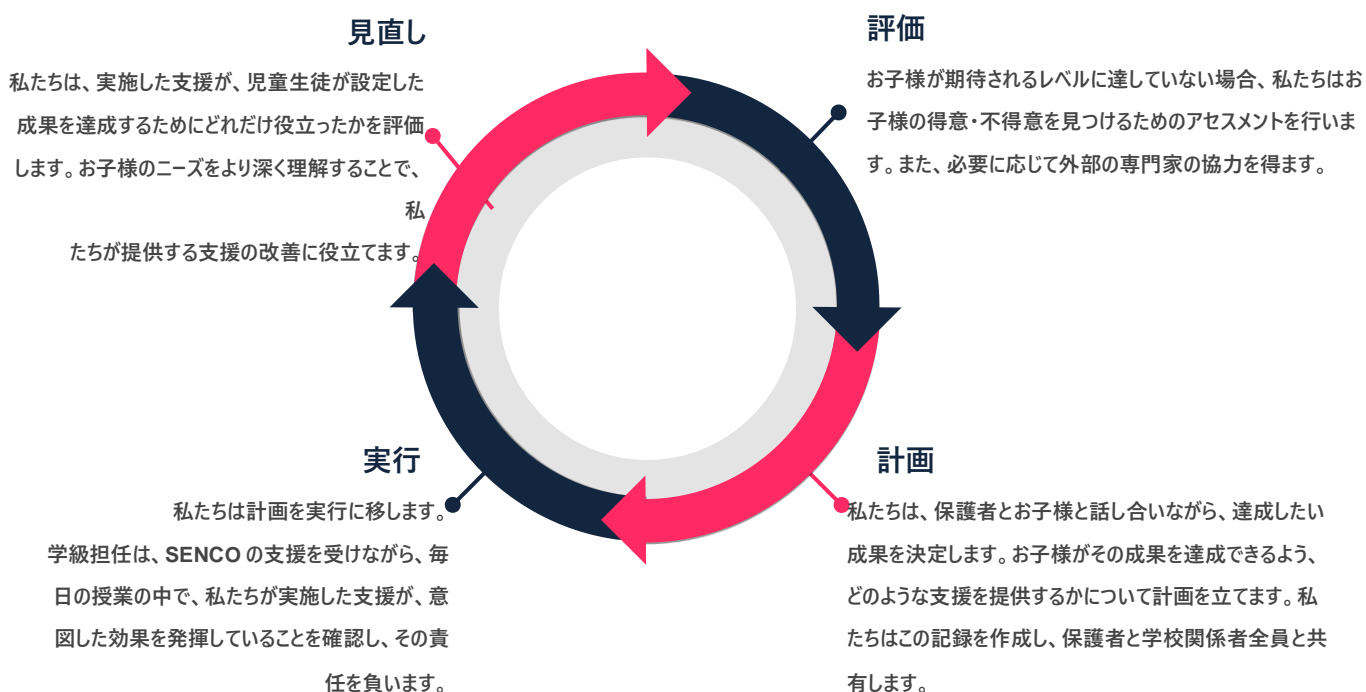 見直し
私たちは、実施した支援が、児童生徒が設定した
成果を達成するためにどれだけ役立ったかを評価
します。お子様のニーズをより深く理解することで、
私
たちが提供する支援の改善に役立てます。
評価
お子様が期待されるレベルに達していない場合、私たちはお
子様の得意・不得意を見つけるためのアセスメントを行いま
す。また、必要に応じて外部の専門家の協力を得ます。
実行
私たちは計画を実行に移します。
学級担任は、SENCO の支援を受けながら、毎
日の授業の中で、私たちが実施した支援が、意
図した効果を発揮していることを確認し、その責
任を負います。
計画
私たちは、保護者とお子様と話し合いながら、達成したい
成果を決定します。お子様がその成果を達成できるよう、
どのような支援を提供するかについて計画を立てます。私
たちはこの記録を作成し、保護者と学校関係者全員と共
有します。